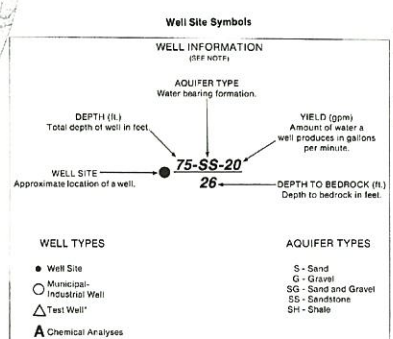 Well Site Symbols
WELL INFORMATION
(SEE NOTE)
AQUIFER TYPE
Water bearing formation.
DEPTH (ft.)
Total depth of well in feet.
YIELD (gpm)
Amount of water a
well produces in gallons
per minute.
75-SS-20
26
WELL SITE
Approximate location of a well.
DEPTH TO BEDROCK (ft.)
Depth to bedrock in feet.
WELL TYPES
Well Site
Municipal-
Industrial Well
Test Well*
A Chemical Analyses
AQUIFER TYPES
S - Sand
G - Gravel
SG - Sand and Gravel
SS - Sandstone
SH - Shale